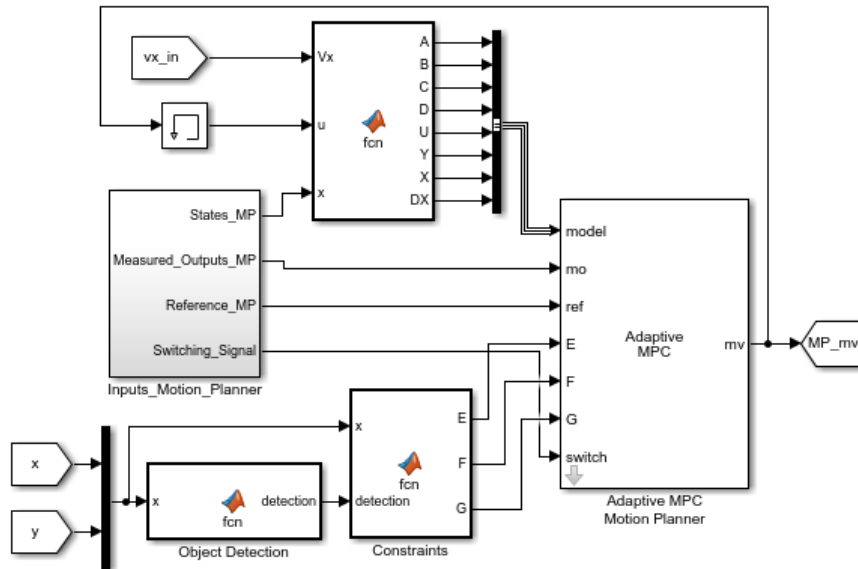 vx_in
Vx
u
x
fcn
A
B
C
D
U
Y
X
DX
States_MP
Measured_Outputs_MP
Reference_MP
Switching_Signal
Inputs_Motion_Planner
model
mo
ref
E
F
G
switch
Adaptive
MPC
mv
MP_mv
Adaptive MPC
Motion Planner
x
y
x
fcn
detection
Object Detection
x
detection
fcn
E
F
G
Constraints